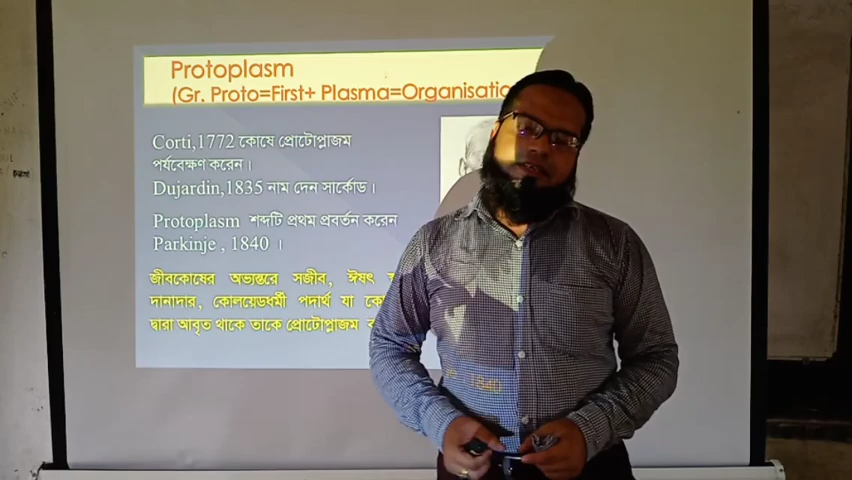 Protoplasm
(Gr. Proto=First+ Plasma=Organisatio
Corti,1772 কোষে প্রোটোপ্লাজম
পর্যবেক্ষণ করেন।
Dujardin,1835 নাম দেন সার্কোড।
Protoplasm শব্দটি প্রথম প্রবর্তন করেন
Parkinje , 1840 ।
জীবকোষের অভ্যন্তরে সজীব, ঈষৎ
দানাদার, কোলয়েডধর্মী পদার্থ যা
দ্বারা আবৃত থাকে তাকে প্রোটোপ্লাজম
1840